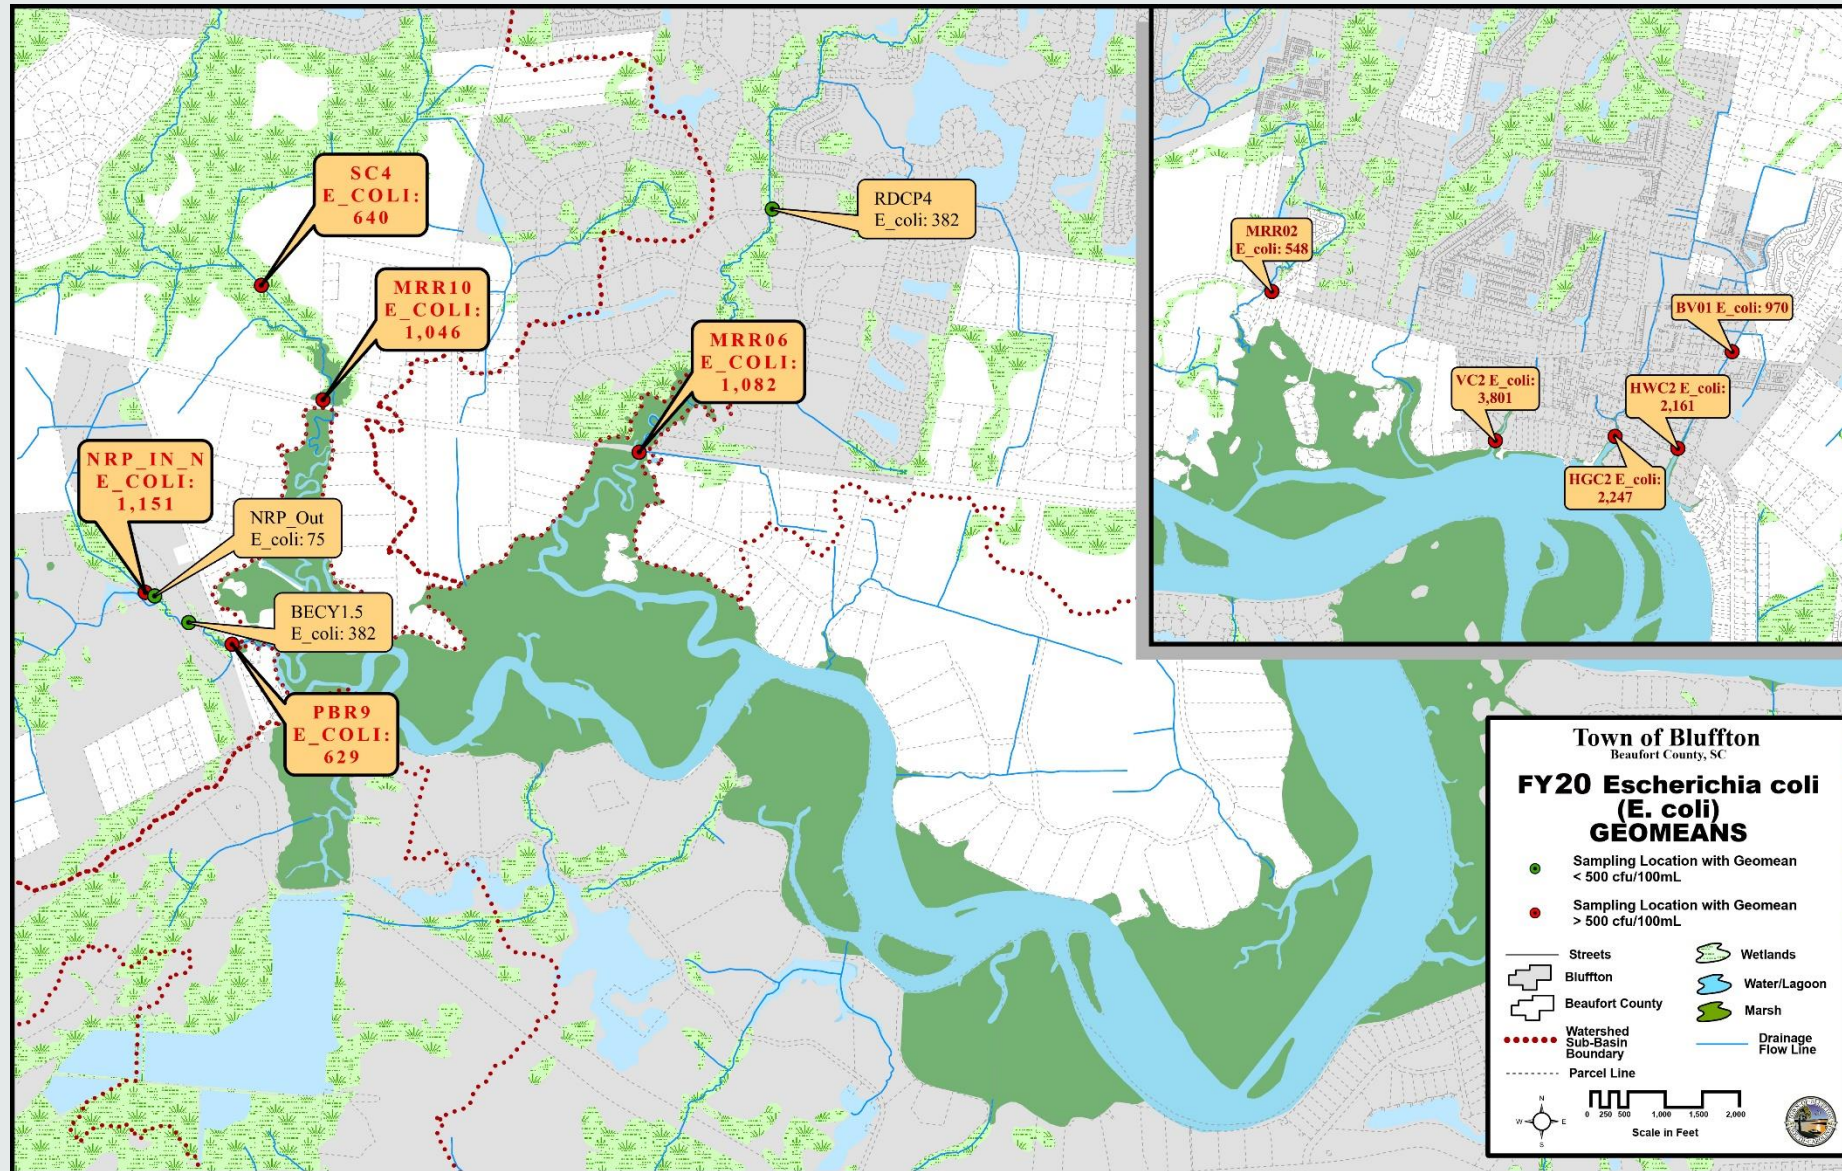 SC4
E_COLI:
640
MRR10
E_COLI:
1,046
RDCP4
E_coli: 382
MRR06
E_COLI:
1,082
NRP_IN_N
E_COLI:
1,151
NRP_Out
E_coli: 75
BECY1.5
E_coli: 382
PBR9
E_COLI:
629
MRR02
E_coli: 548
BV01 E_coli: 970
VC2 E_coli:
3,801
HWC2 E_coli:
2,161
HGC2 E_coli:
2,247
Town of Bluffton
Beaufort County, SC
FY20 Escherichia coli
(E. coli)
GEOMEANS
Sampling Location with Geomean
< 500 cfu/100mL
Sampling Location with Geomean
> 500 cfu/100mL
Streets
Bluffton
Beaufort County
Watershed
Sub-Basin
Boundary
Parcel Line
Wetlands
Water/Lagoon
Marsh
Drainage
Flow Line
N
W E
S
0 250 500 1,000 1,500 2,000
Scale in Feet